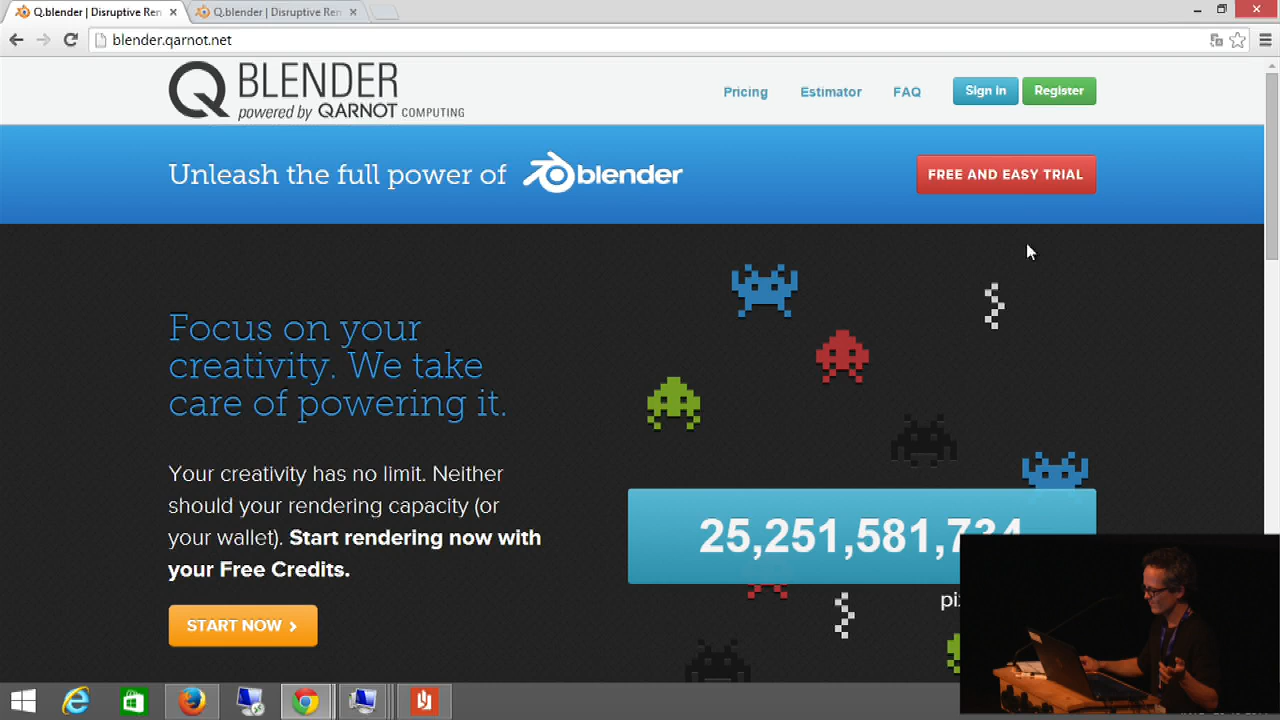 Q.blender | Disruptive Ren
Q.blender | Disruptive Ren
blender.qarnot.net
BLENDER
powered by QARNOT COMPUTING
Pricing
Estimator
FAQ
Sign in
Register
Unleash the full power of blender
FREE AND EASY TRIAL
Focus on your
creativity. We take
care of powering it.
Your creativity has no limit. Neither
should your rendering capacity (or
your wallet). Start rendering now with
your Free Credits.
START NOW
25,251,581,734